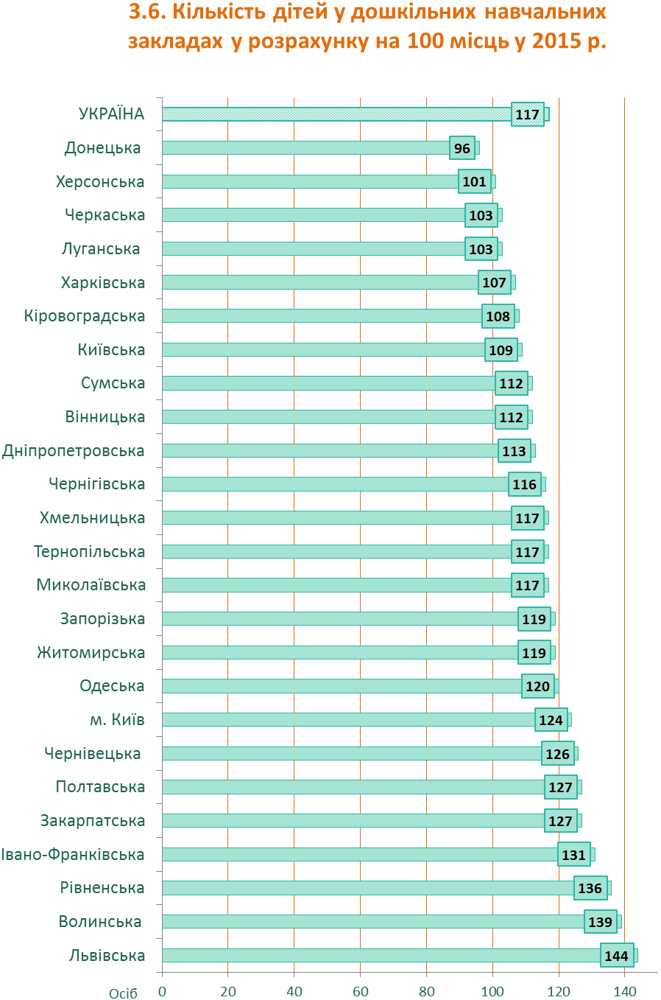 3.6. Кількість дітей у дошкільних навчальних
закладах у розрахунку на 100 місць у 2015 р.
УКРАЇНА 117
Донецька 96
Херсонська 101
Черкаська 103
Луганська 103
Харківська 107
Кіровоградська 108
Київська 109
Сумська 112
Вінницька 112
Дніпропетровська 113
Чернігівська 116
Хмельницька 117
Тернопільська 117
Миколаївська 117
Запорізька 119
Житомирська 119
Одеська 120
м. Київ 124
Чернівецька 126
Полтавська 127
Закарпатська 127
Івано-Франківська 131
Рівненська 136
Волинська 139
Львівська 144
Осіб 0 20 40 60 80 100 120 140